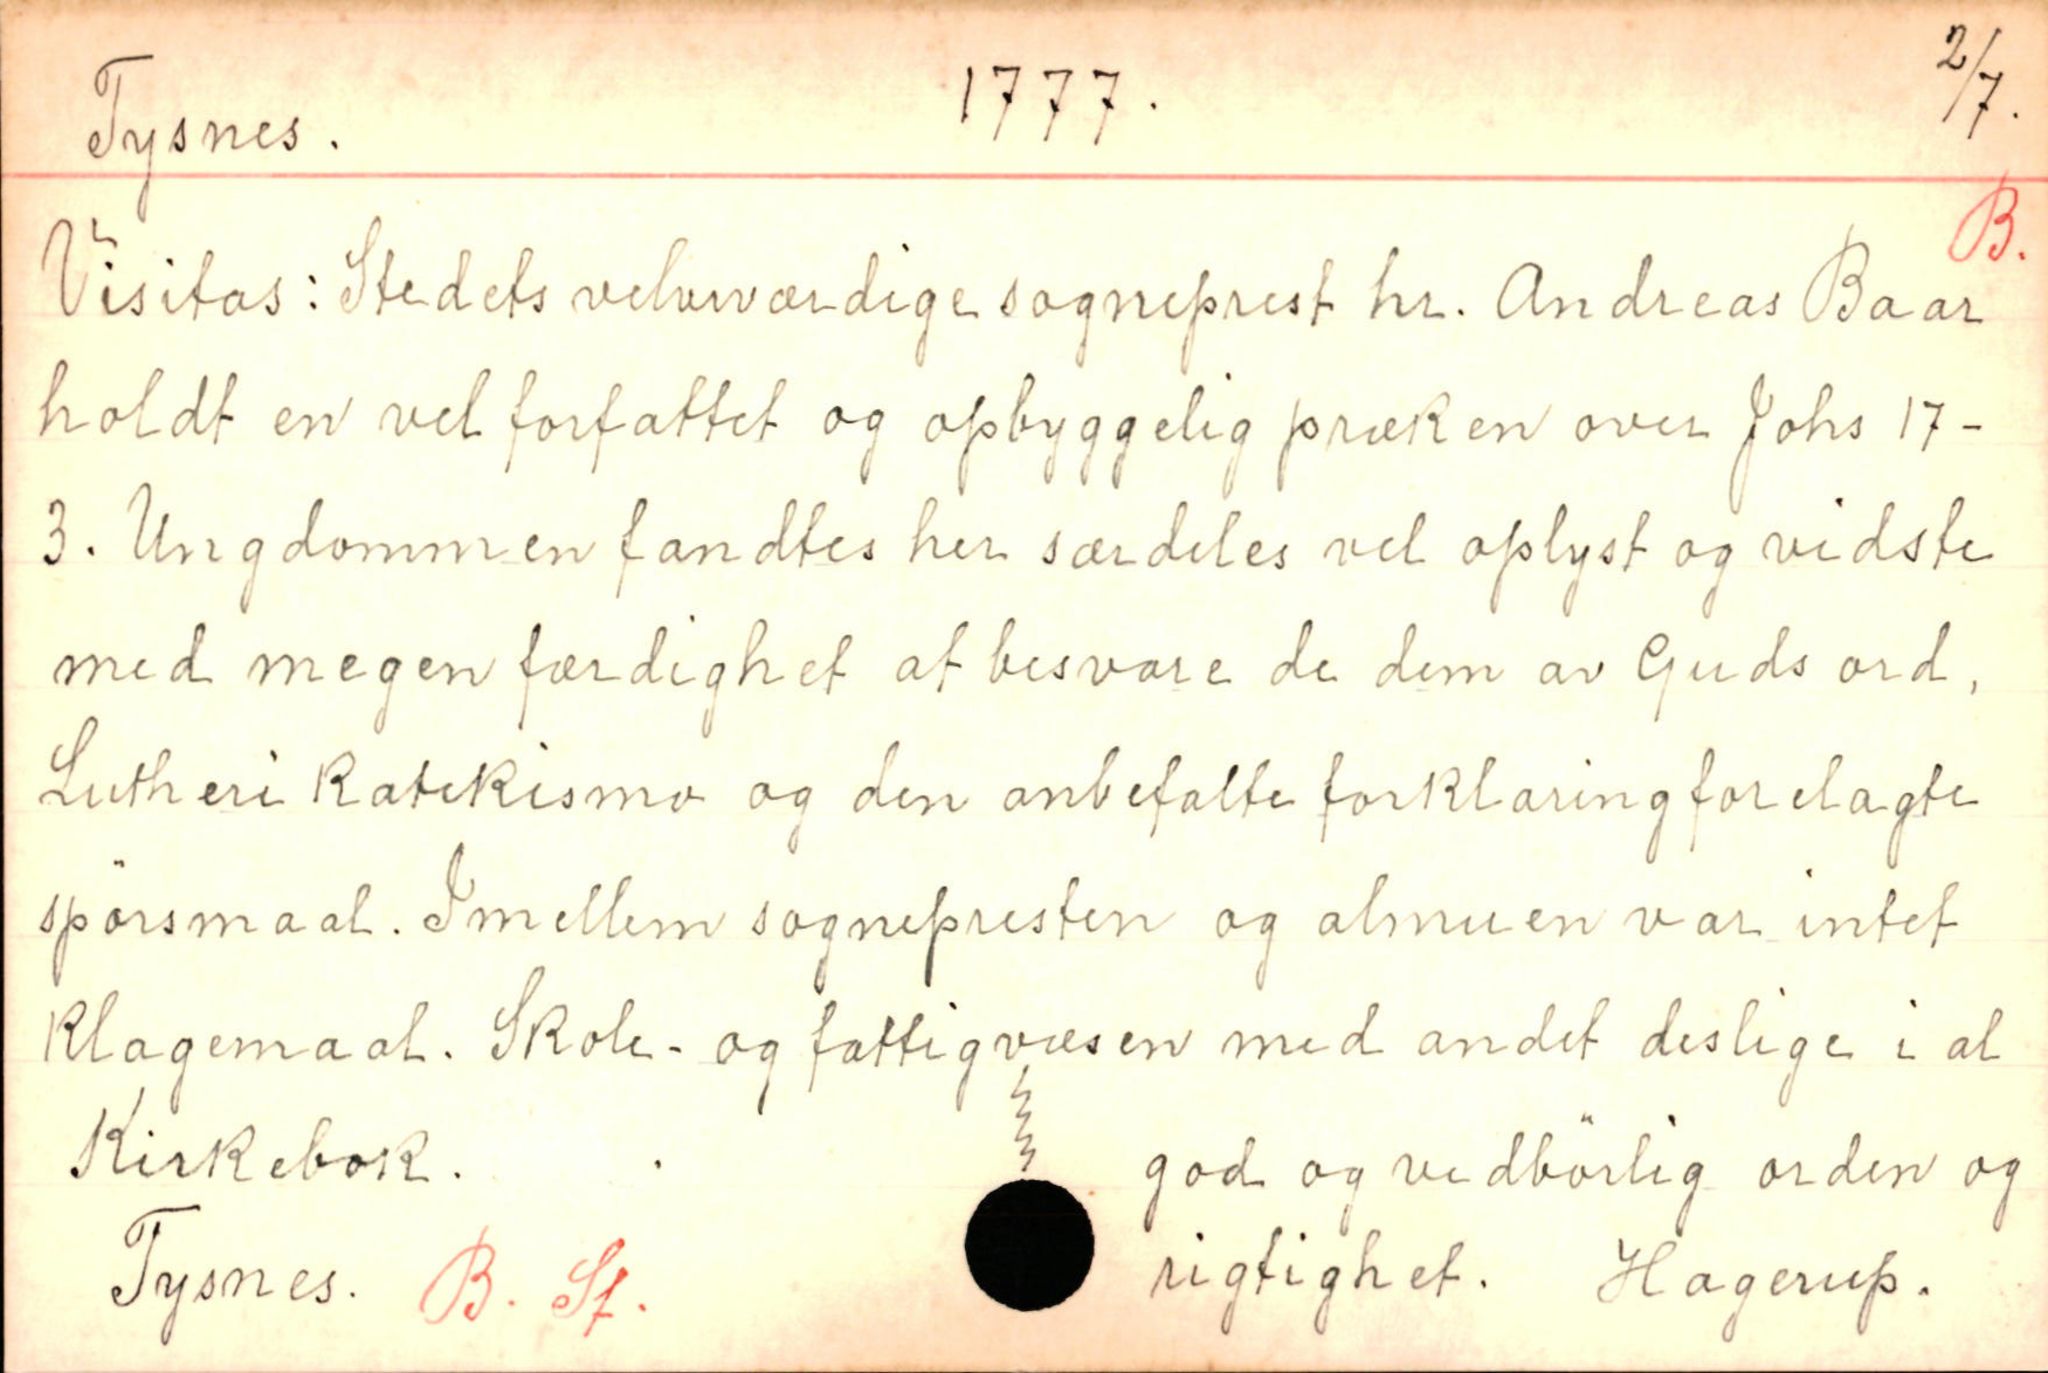 Tysnes. 1777. 2/7.
B.
Visitas: Stedets velærværdige sogneprest hr. Andreas Baar
holdt en vel forfattet og opbyggelig præken over Johs 17-
3. Ungdommen fandtes her særdeles vel oplyst og vidste
med megen færdighet at besvare de dem av Guds ord,
Lutheri Katekismo og den anbefalte forklaring forelagte
spörsmaal. Imellem sognepresten og almuen var intet
Klagemaal. Skole- og fattigvæsen med andet deslige i al
god og vedbörlig orden og
rigtighet. Hagerup.
Kirkebok.
Tysnes. B. Sf.